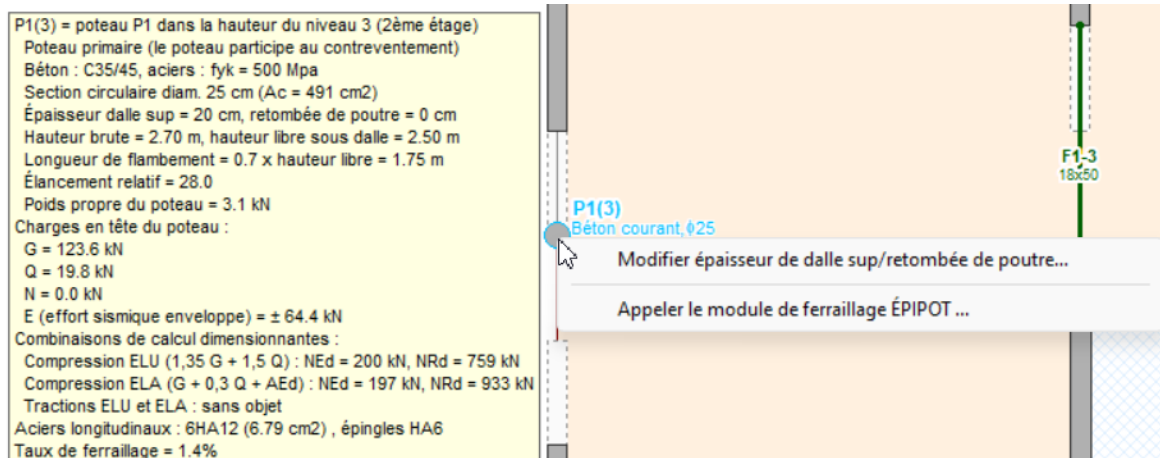 P1(3) = poteau P1 dans la hauteur du niveau 3 (2ème étage)
Poteau primaire (le poteau participe au contreventement)
Béton : C35/45, aciers : fyk = 500 Mpa
Section circulaire diam. 25 cm (Ac = 491 cm2)
Épaisseur dalle sup = 20 cm, retombée de poutre = 0 cm
Hauteur brute = 2.70 m, hauteur libre sous dalle = 2.50 m
Longueur de flambement = 0.7 x hauteur libre = 1.75 m
Élancement relatif = 28.0
Poids propre du poteau = 3.1 kN
Charges en tête du poteau :
G = 123.6 kN
Q = 19.8 kN
N = 0.0 kN
E (effort sismique enveloppe) = ± 64.4 kN
Combinaisons de calcul dimensionnantes :
Compression ELU (1,35 G + 1,5 Q) : NEd = 200 kN, NRd = 759 kN
Compression ELA (G + 0,3 Q + AEd) : NEd = 197 kN, NRd = 933 kN
Tractions ELU et ELA : sans objet
Aciers longitudinaux : 6HA12 (6.79 cm2) , épingles HA6
Taux de ferraillage = 1.4%
P1(3)
Béton courant, ϕ25
Modifier épaisseur de dalle sup/retombée de poutre...
Appeler le module de ferraillage ÉPIPOT ...
F1-3
18x50